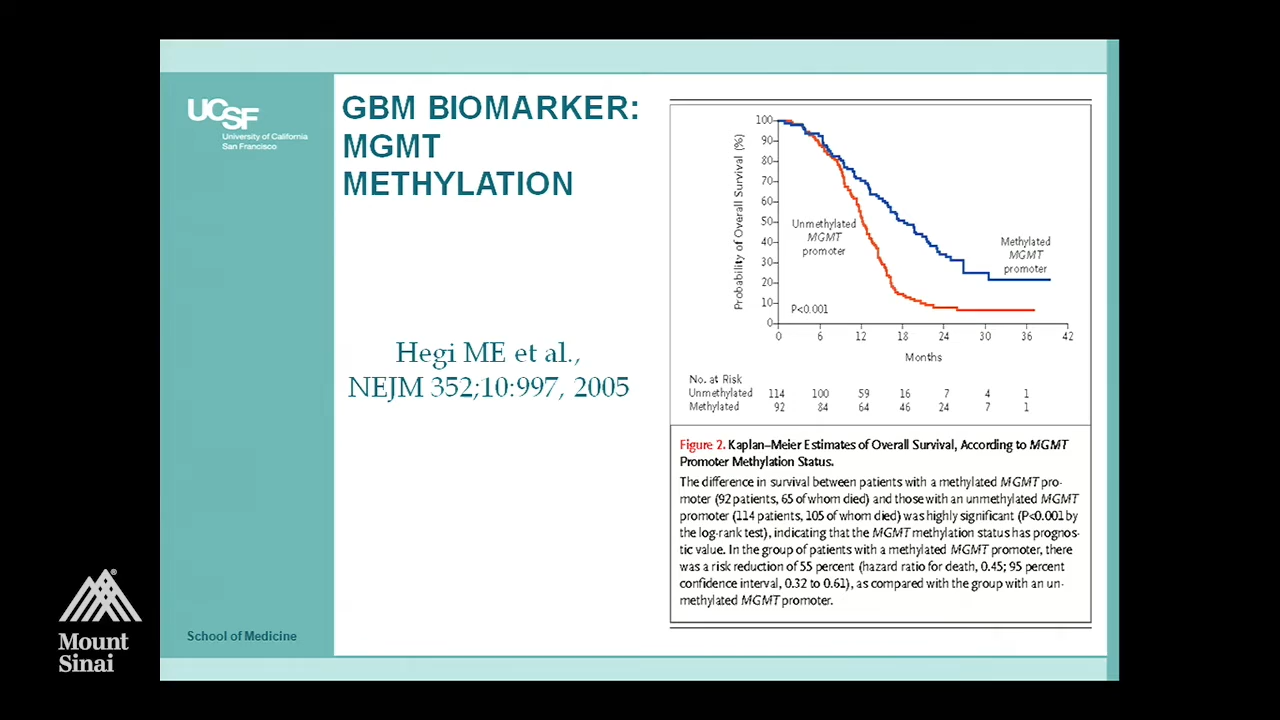 UCSF
University of California
San Francisco
GBM BIOMARKER:
MGMT
METHYLATION
Hegi ME et al.,
NEJM 352;10:997, 2005
School of Medicine
Mount
Sinai
®
Probability of Overall Survival (%)
100
90
80
70
60
50
40
30
20
10
0
Unmethylated
MGMT
promoter
Methylated
MGMT
promoter
P<0.001
0 6 12 18 24 30 36 42
Months
No. at Risk
Unmethylated 114 100 59 16 7 4 1
Methylated 92 84 64 46 24 7 1
Figure 2. Kaplan–Meier Estimates of Overall Survival, According to MGMT
Promoter Methylation Status.
The difference in survival between patients with a methylated MGMT pro-
moter (92 patients, 65 of whom died) and those with an unmethylated MGMT
promoter (114 patients, 105 of whom died) was highly significant (P<0.001 by
the log-rank test), indicating that the MGMT methylation status has prognos-
tic value. In the group of patients with a methylated MGMT promoter, there
was a risk reduction of 55 percent (hazard ratio for death, 0.45; 95 percent
confidence interval, 0.32 to 0.61), as compared with the group with an un-
methylated MGMT promoter.